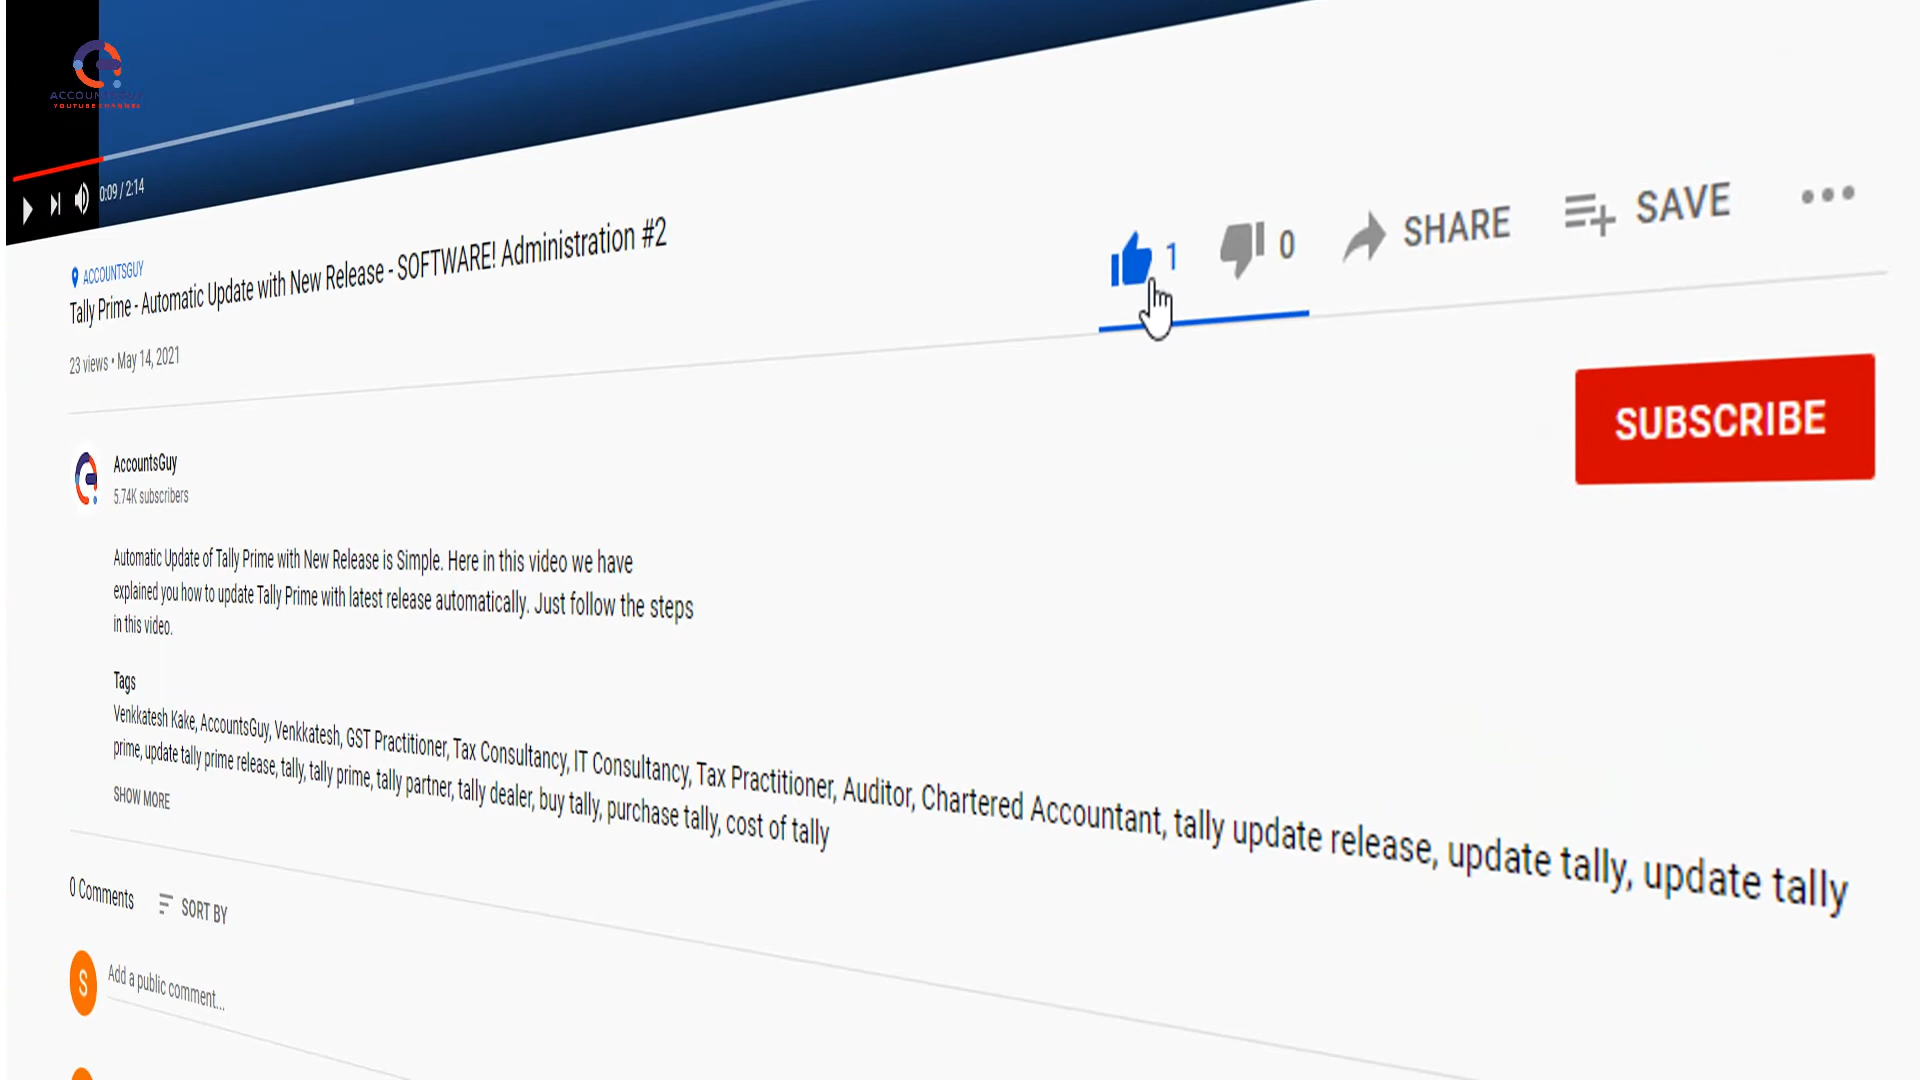 YOUTUBE CHANNEL
0:09 / 2:14
ACCOUNTSGUY
Tally Prime - Automatic Update with New Release - SOFTWARE! Administration #2
23 views • May 14, 2021
1
0
SHARE
SAVE
SUBSCRIBE
AccountsGuy
5.74K subscribers
Automatic Update of Tally Prime with New Release is Simple. Here in this video we have
explained you how to update Tally Prime with latest release automatically. Just follow the steps
in this video.
Tags
Venkkatesh Kake, AccountsGuy, Venkkatesh, GST Practitioner, Tax Consultancy, IT Consultancy, Tax Practitioner, Auditor, Chartered Accountant, tally update release, update tally, update tally
prime, update tally prime release, tally, tally prime, tally partner, tally dealer, buy tally, purchase tally, cost of tally
SHOW MORE
0 Comments
SORT BY
S
Add a public comment...